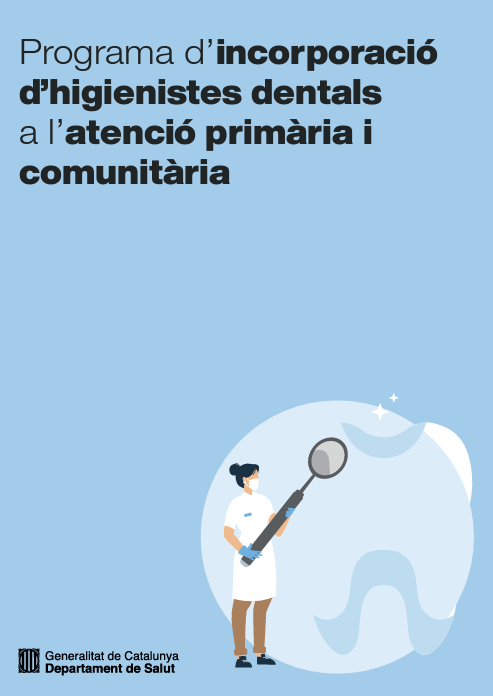 Programa d’incorporació
d’higienistes dentals
a l’atenció primària i
comunitària
Generalitat de Catalunya
Departament de Salut